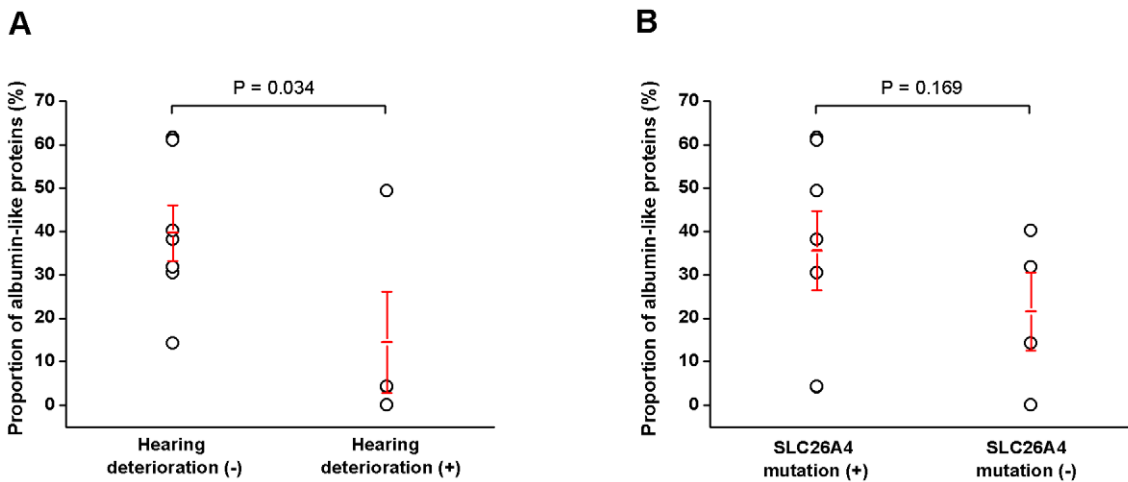 A
P = 0.034
Proportion of albumin-like proteins (%)
70
60
50
40
30
20
10
0
Hearing
deterioration (-)
Hearing
deterioration (+)
B
P = 0.169
Proportion of albumin-like proteins (%)
70
60
50
40
30
20
10
0
SLC26A4
mutation (+)
SLC26A4
mutation (-)